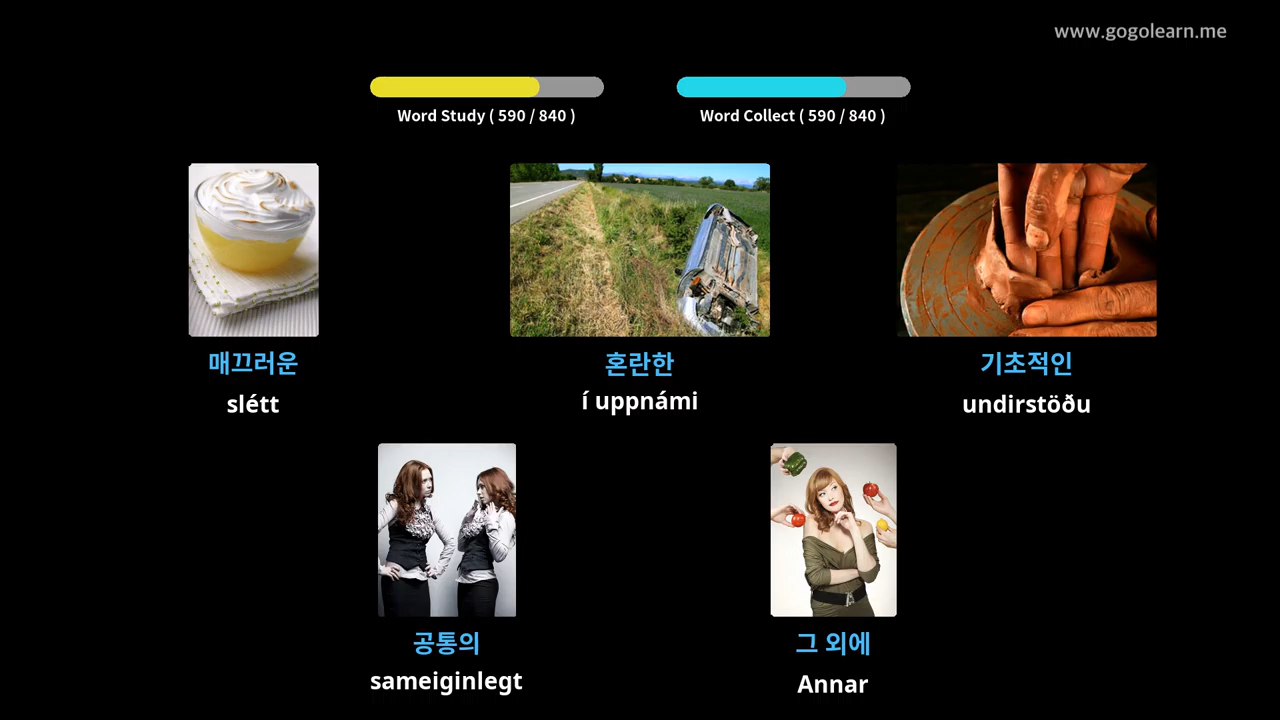 www.gogolearn.me
Word Study ( 590 / 840 )
Word Collect ( 590 / 840 )
매끄러운
slétt
혼란한
í uppnámi
기초적인
undirstöðu
공통의
sameiginlegt
그 외에
Annar